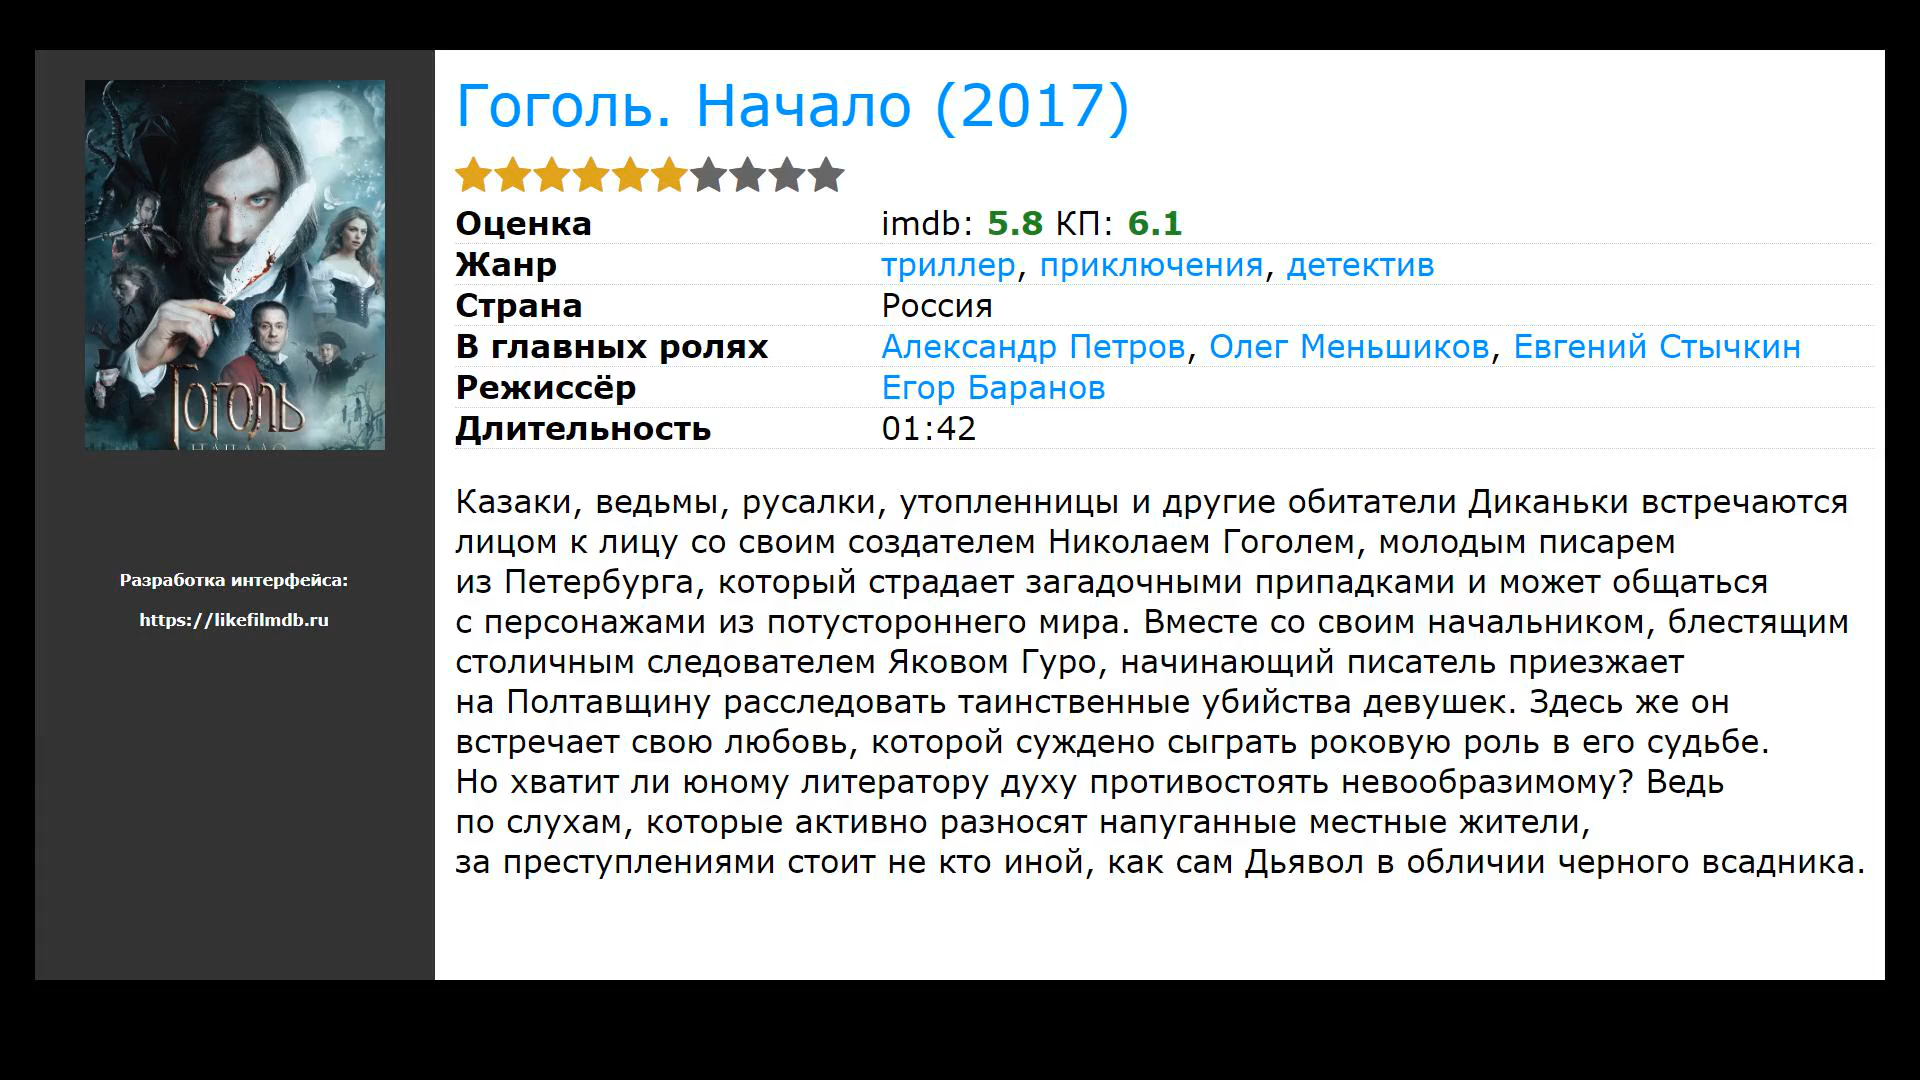 Гоголь. Начало (2017)
Оценка imdb: 5.8 КП: 6.1
Жанр триллер, приключения, детектив
Страна Россия
В главных ролях Александр Петров, Олег Меньшиков, Евгений Стычкин
Режиссёр Егор Баранов
Длительность 01:42
Казаки, ведьмы, русалки, утопленницы и другие обитатели Диканьки встречаются
лицом к лицу со своим создателем Николаем Гоголем, молодым писарем
из Петербурга, который страдает загадочными припадками и может общаться
с персонажами из потустороннего мира. Вместе со своим начальником, блестящим
столичным следователем Яковом Гуро, начинающий писатель приезжает
на Полтавщину расследовать таинственные убийства девушек. Здесь же он
встречает свою любовь, которой суждено сыграть роковую роль в его судьбе.
Но хватит ли юному литератору духу противостоять невообразимому? Ведь
по слухам, которые активно разносят напуганные местные жители,
за преступлениями стоит не кто иной, как сам Дьявол в обличии черного всадника.
Гоголь
НАЧАЛО
Разработка интерфейса:
https://likefilmdb.ru